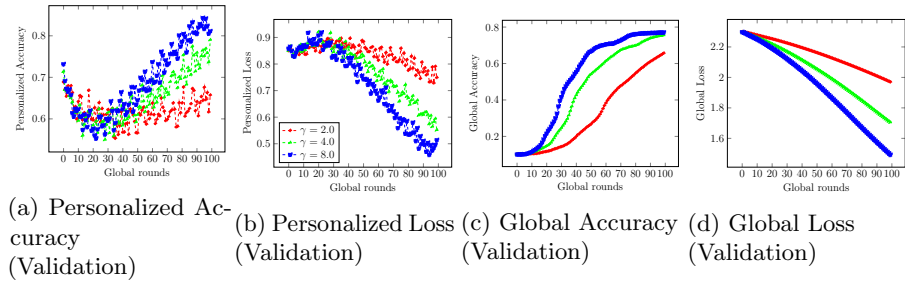 0.8
0.7
0.6
Personalized Accuracy
0 10 20 30 40 50 60 70 80 90 100
Global rounds
0.9
0.8
0.7
0.6
0.5
Personalized Loss
γ = 2.0
γ = 4.0
γ = 8.0
0 10 20 30 40 50 60 70 80 90 100
Global rounds
0.8
0.6
0.4
0.2
Global Accuracy
0 10 20 30 40 50 60 70 80 90 100
Global rounds
2.2
2
1.8
1.6
Global Loss
0 10 20 30 40 50 60 70 80 90 100
Global rounds
(a) Personalized Ac-
curacy
(Validation)
(b) Personalized Loss
(Validation)
(c) Global Accuracy
(Validation)
(d) Global Loss
(Validation)